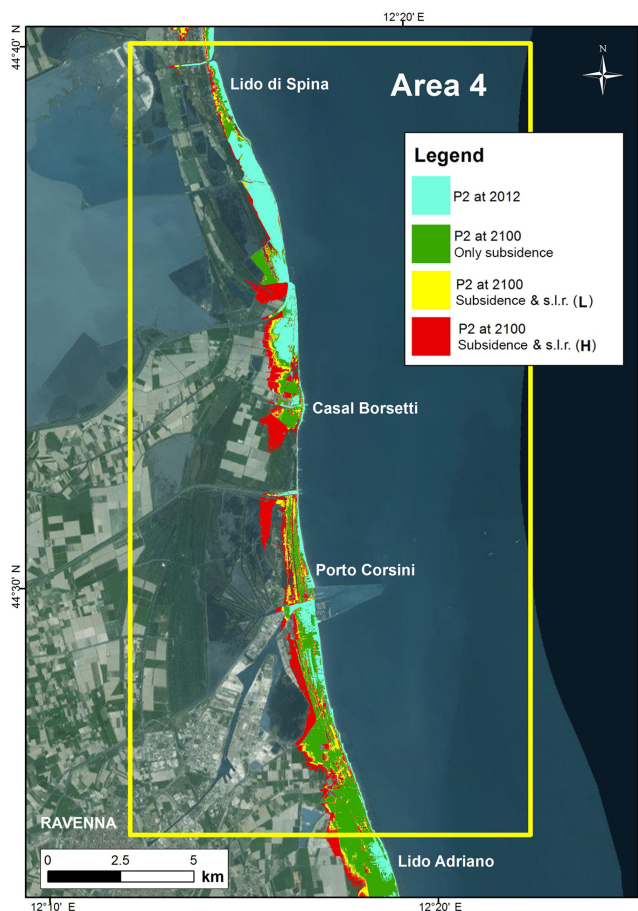 12°20' E
44°40' N
N
Lido di Spina
Area 4
Legend
P2 at 2012
P2 at 2100
Only subsidence
P2 at 2100
Subsidence & s.l.r. (L)
P2 at 2100
Subsidence & s.l.r. (H)
Casal Borsetti
Porto Corsini
44°30' N
RAVENNA
0 2.5 5
km
Lido Adriano
12°10' E
12°20' E